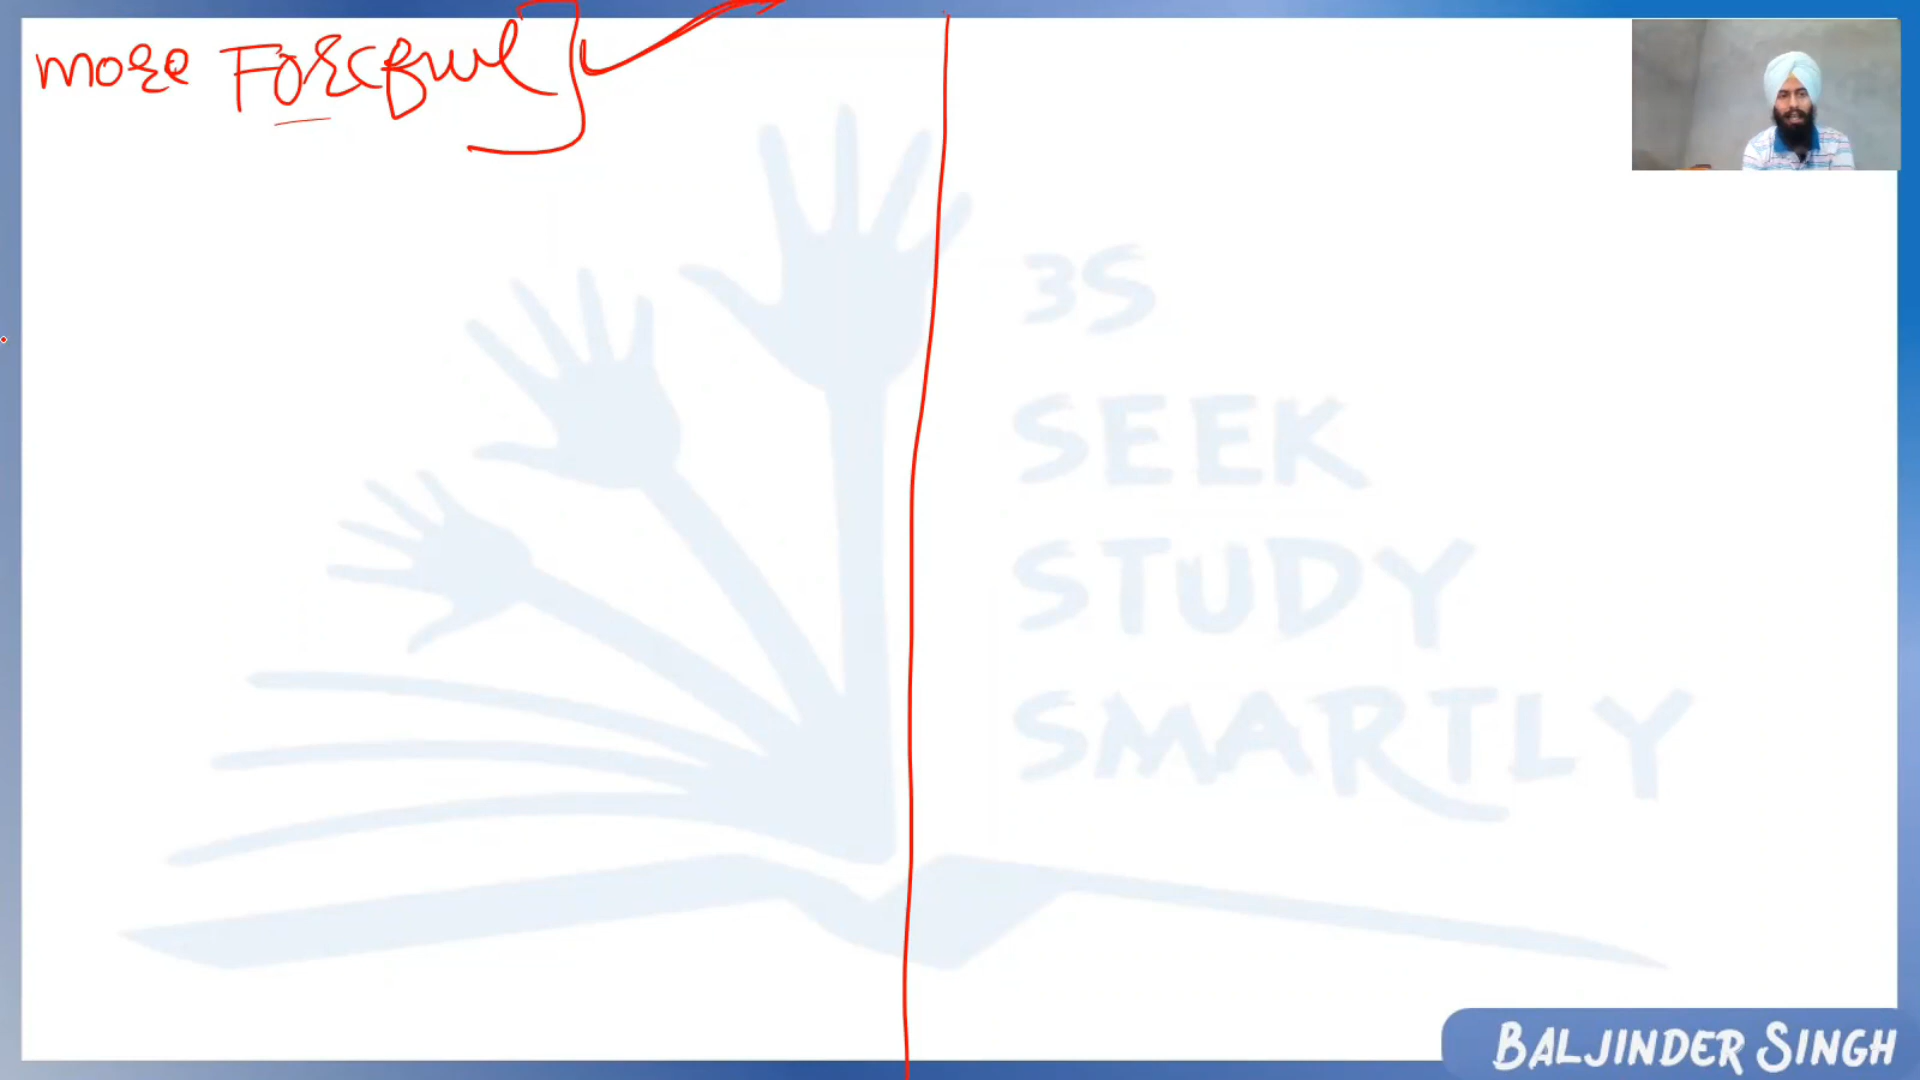 more Forceful
3S
SEEK
STUDY
SMARTLY
BALJINDER SINGH